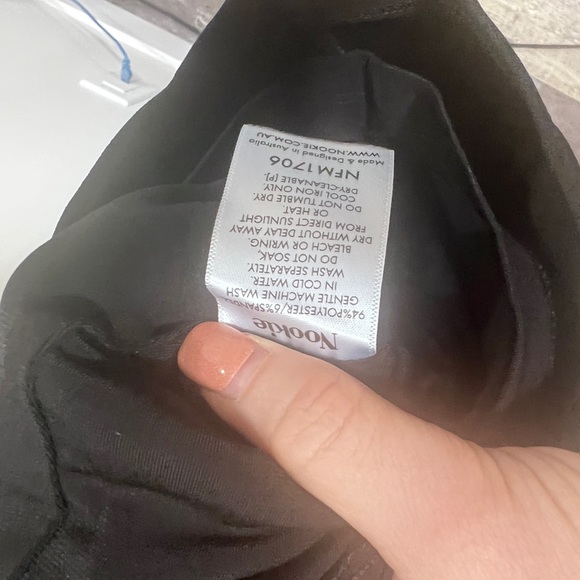 Nookie
94%POLYESTER/6%SPANDEX
GENTLE MACHINE WASH
IN COLD WATER.
WASH SEPARATELY.
DO NOT SOAK,
BLEACH OR WRING.
DRY WITHOUT DELAY AWAY
FROM DIRECT SUNLIGHT
OR HEAT.
DO NOT TUMBLE DRY.
COOL IRON ONLY.
DRY-CLEANABLE [P].
NFM1706
Made & Designed in Australia
WWW.NOOKIE.COM.AU